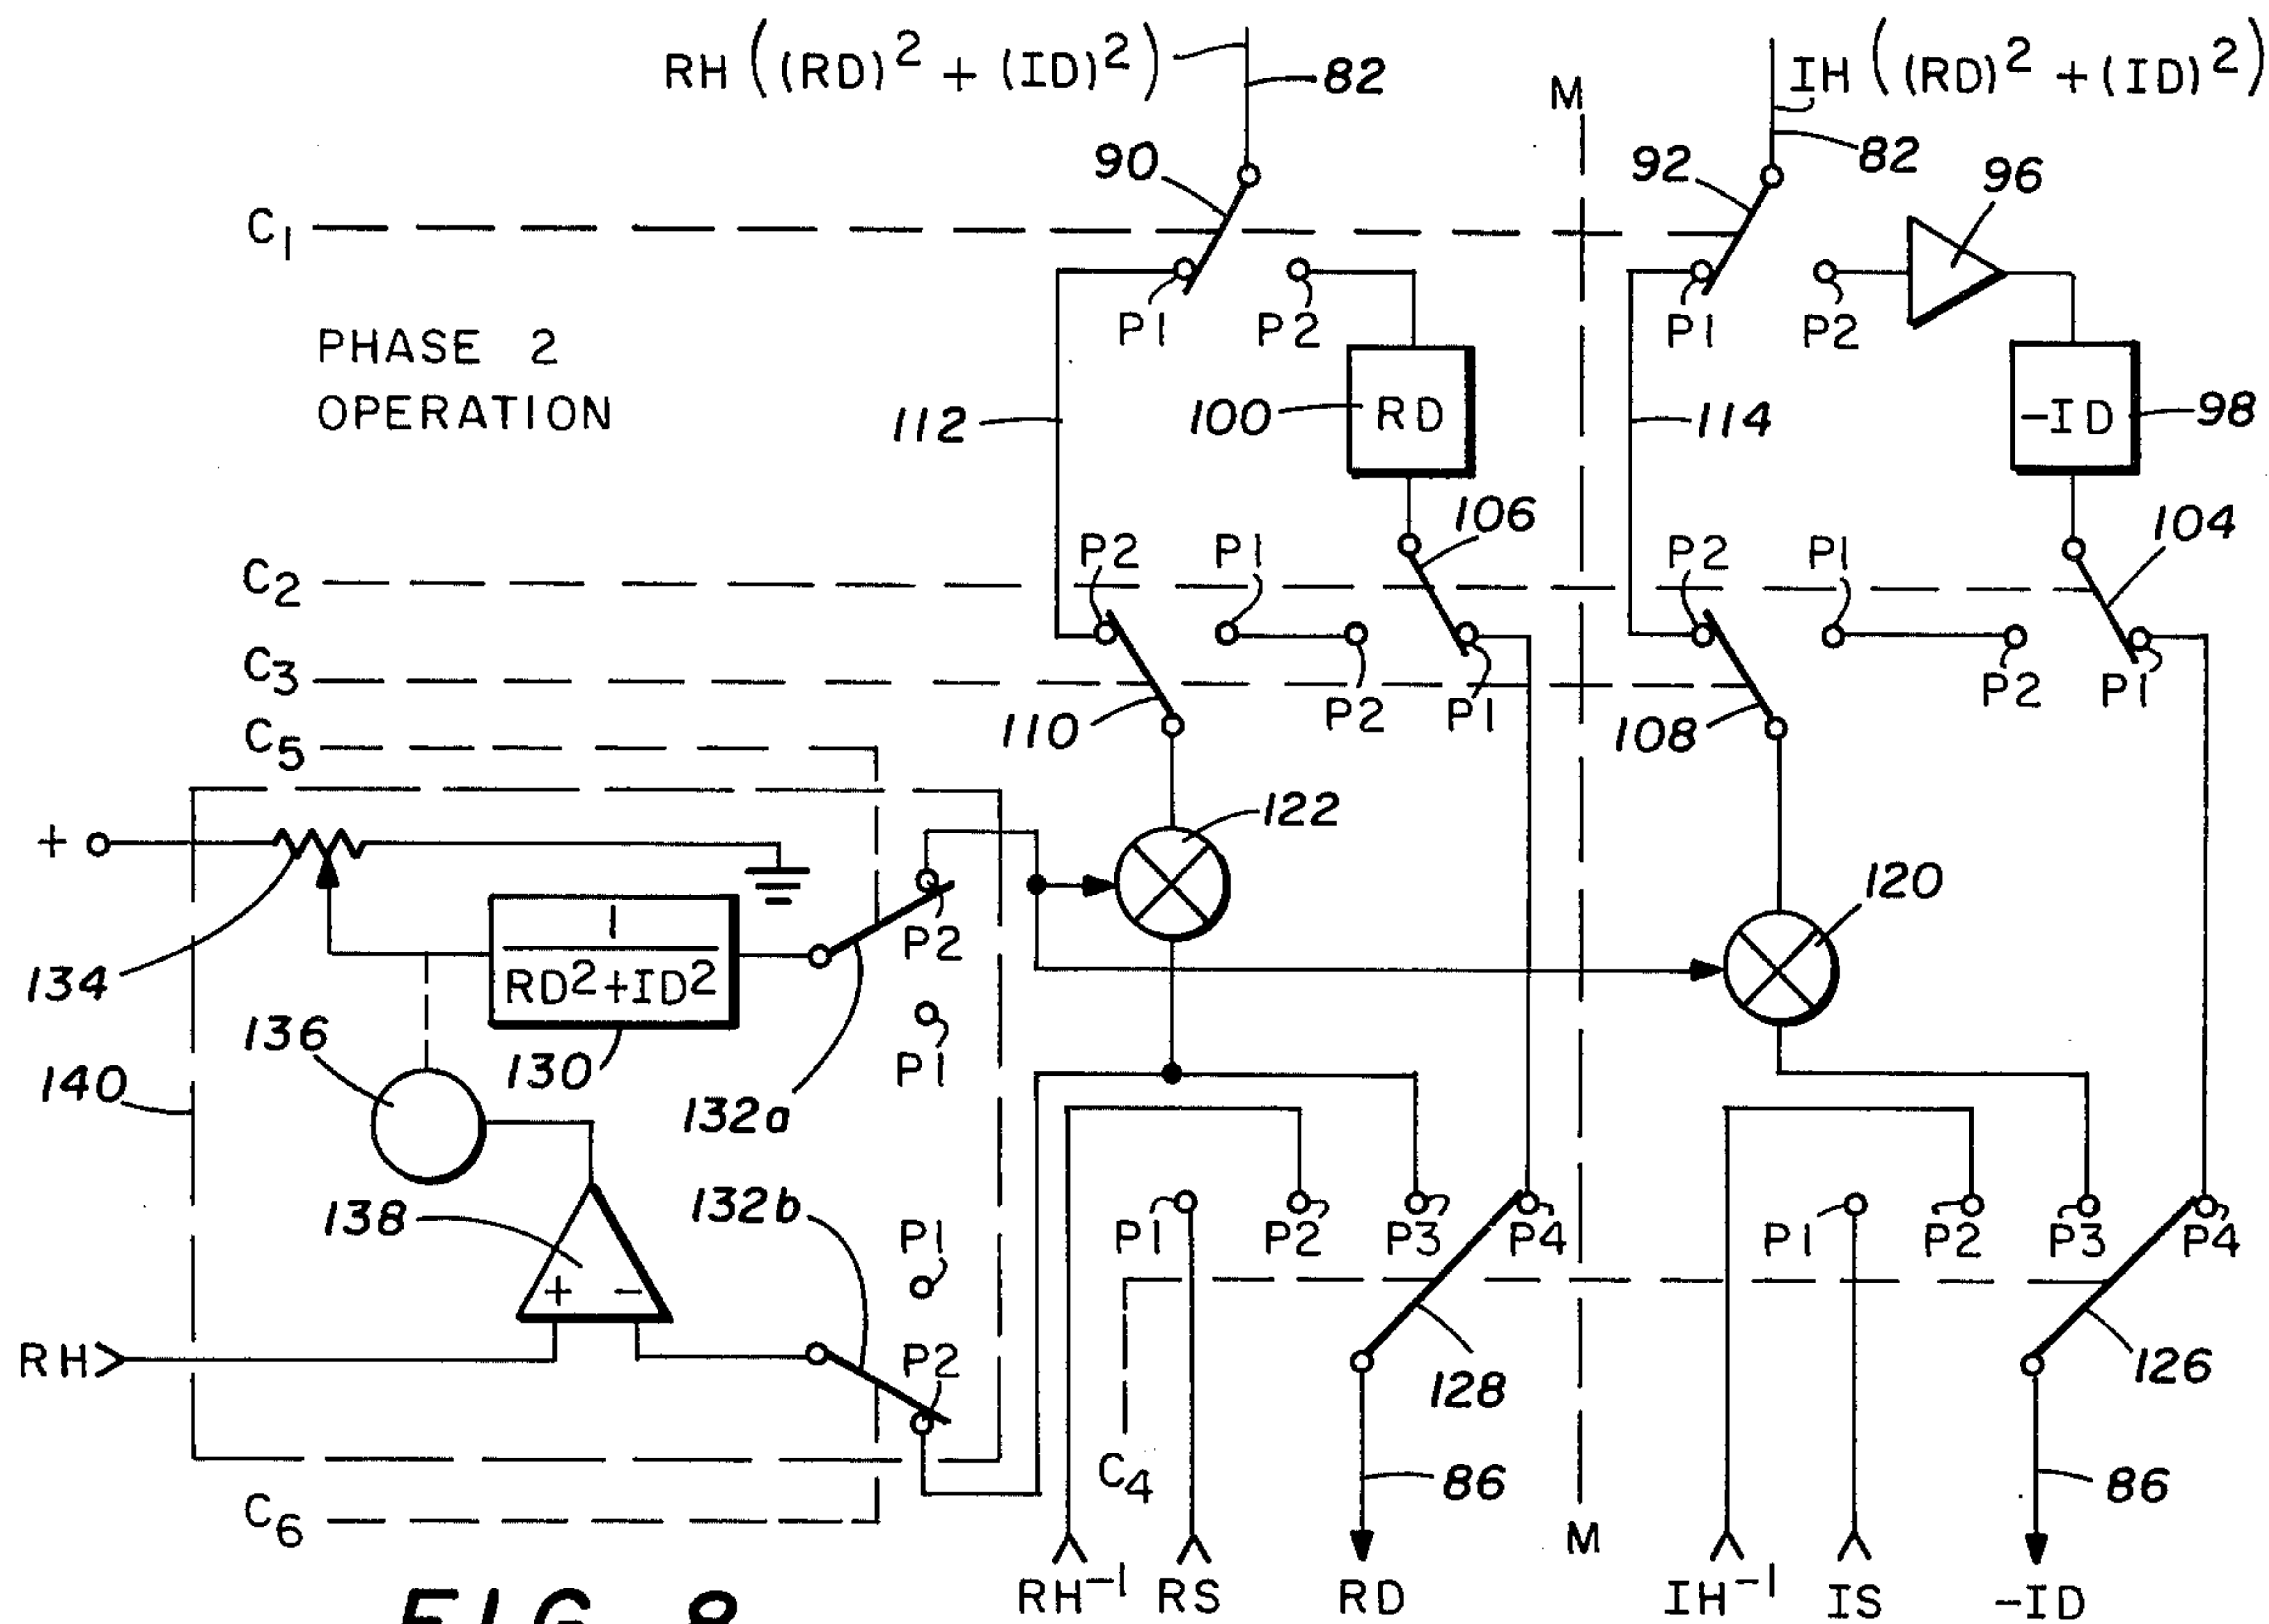 RH ((RD)² + (ID)²)
82
M
IH ((RD)² + (ID)²)
82
90
92
96
C₁
P1
P2
P1
P2
PHASE 2
OPERATION
112
100
RD
114
-ID
98
106
104
C₂
P2
P1
P2
P1
C₃
P2
P1
P2
P1
110
108
C₅
122
+
120
134
1
RD²+ID²
P2
136
130
P1
140
132a
132b
138
P1
P1
P2
P3
P4
P1
P2
P3
P4
+ -
RH
P2
128
126
C₄
86
86
C₆
M
RH⁻¹
RS
RD
IH⁻¹
IS
-ID
FIG. 8